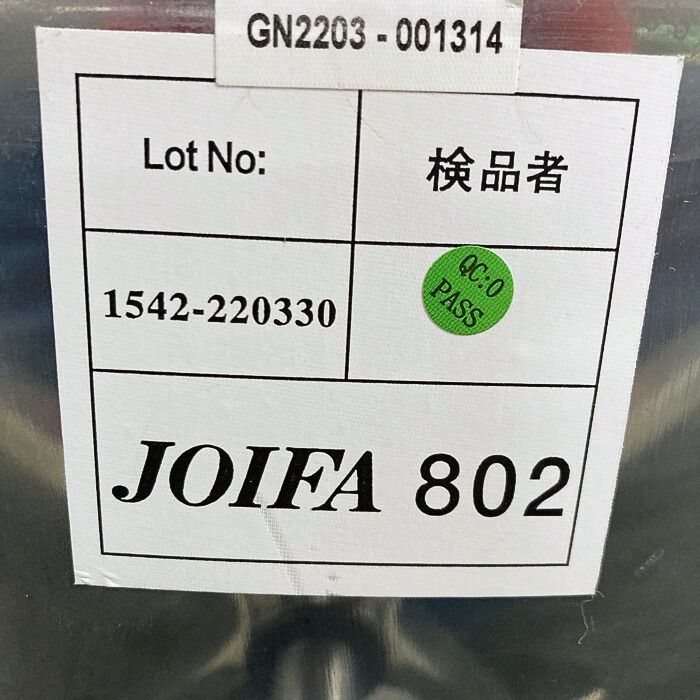 GN2203 - 001314
Lot No:
検品者
1542-220330
QC:0
PASS
JOIFA 802